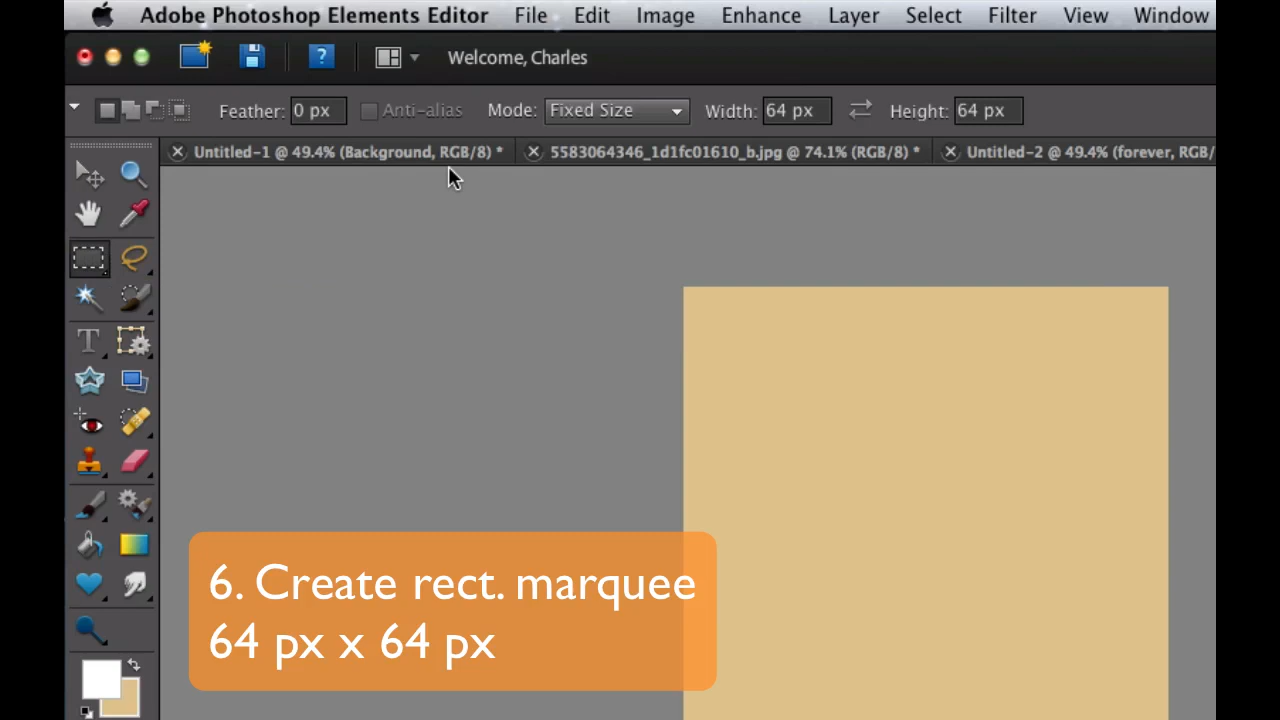 Adobe Photoshop Elements Editor File Edit Image Enhance Layer Select Filter View Window
? Welcome, Charles
Feather: 0 px Anti-alias Mode: Fixed Size Width: 64 px Height: 64 px
Untitled-1 @ 49.4% (Background, RGB/8) * 5583064346_1d1fc01610_b.jpg @ 74.1% (RGB/8) * Untitled-2 @ 49.4% (forever, RGB/
T
6. Create rect. marquee
64 px x 64 px